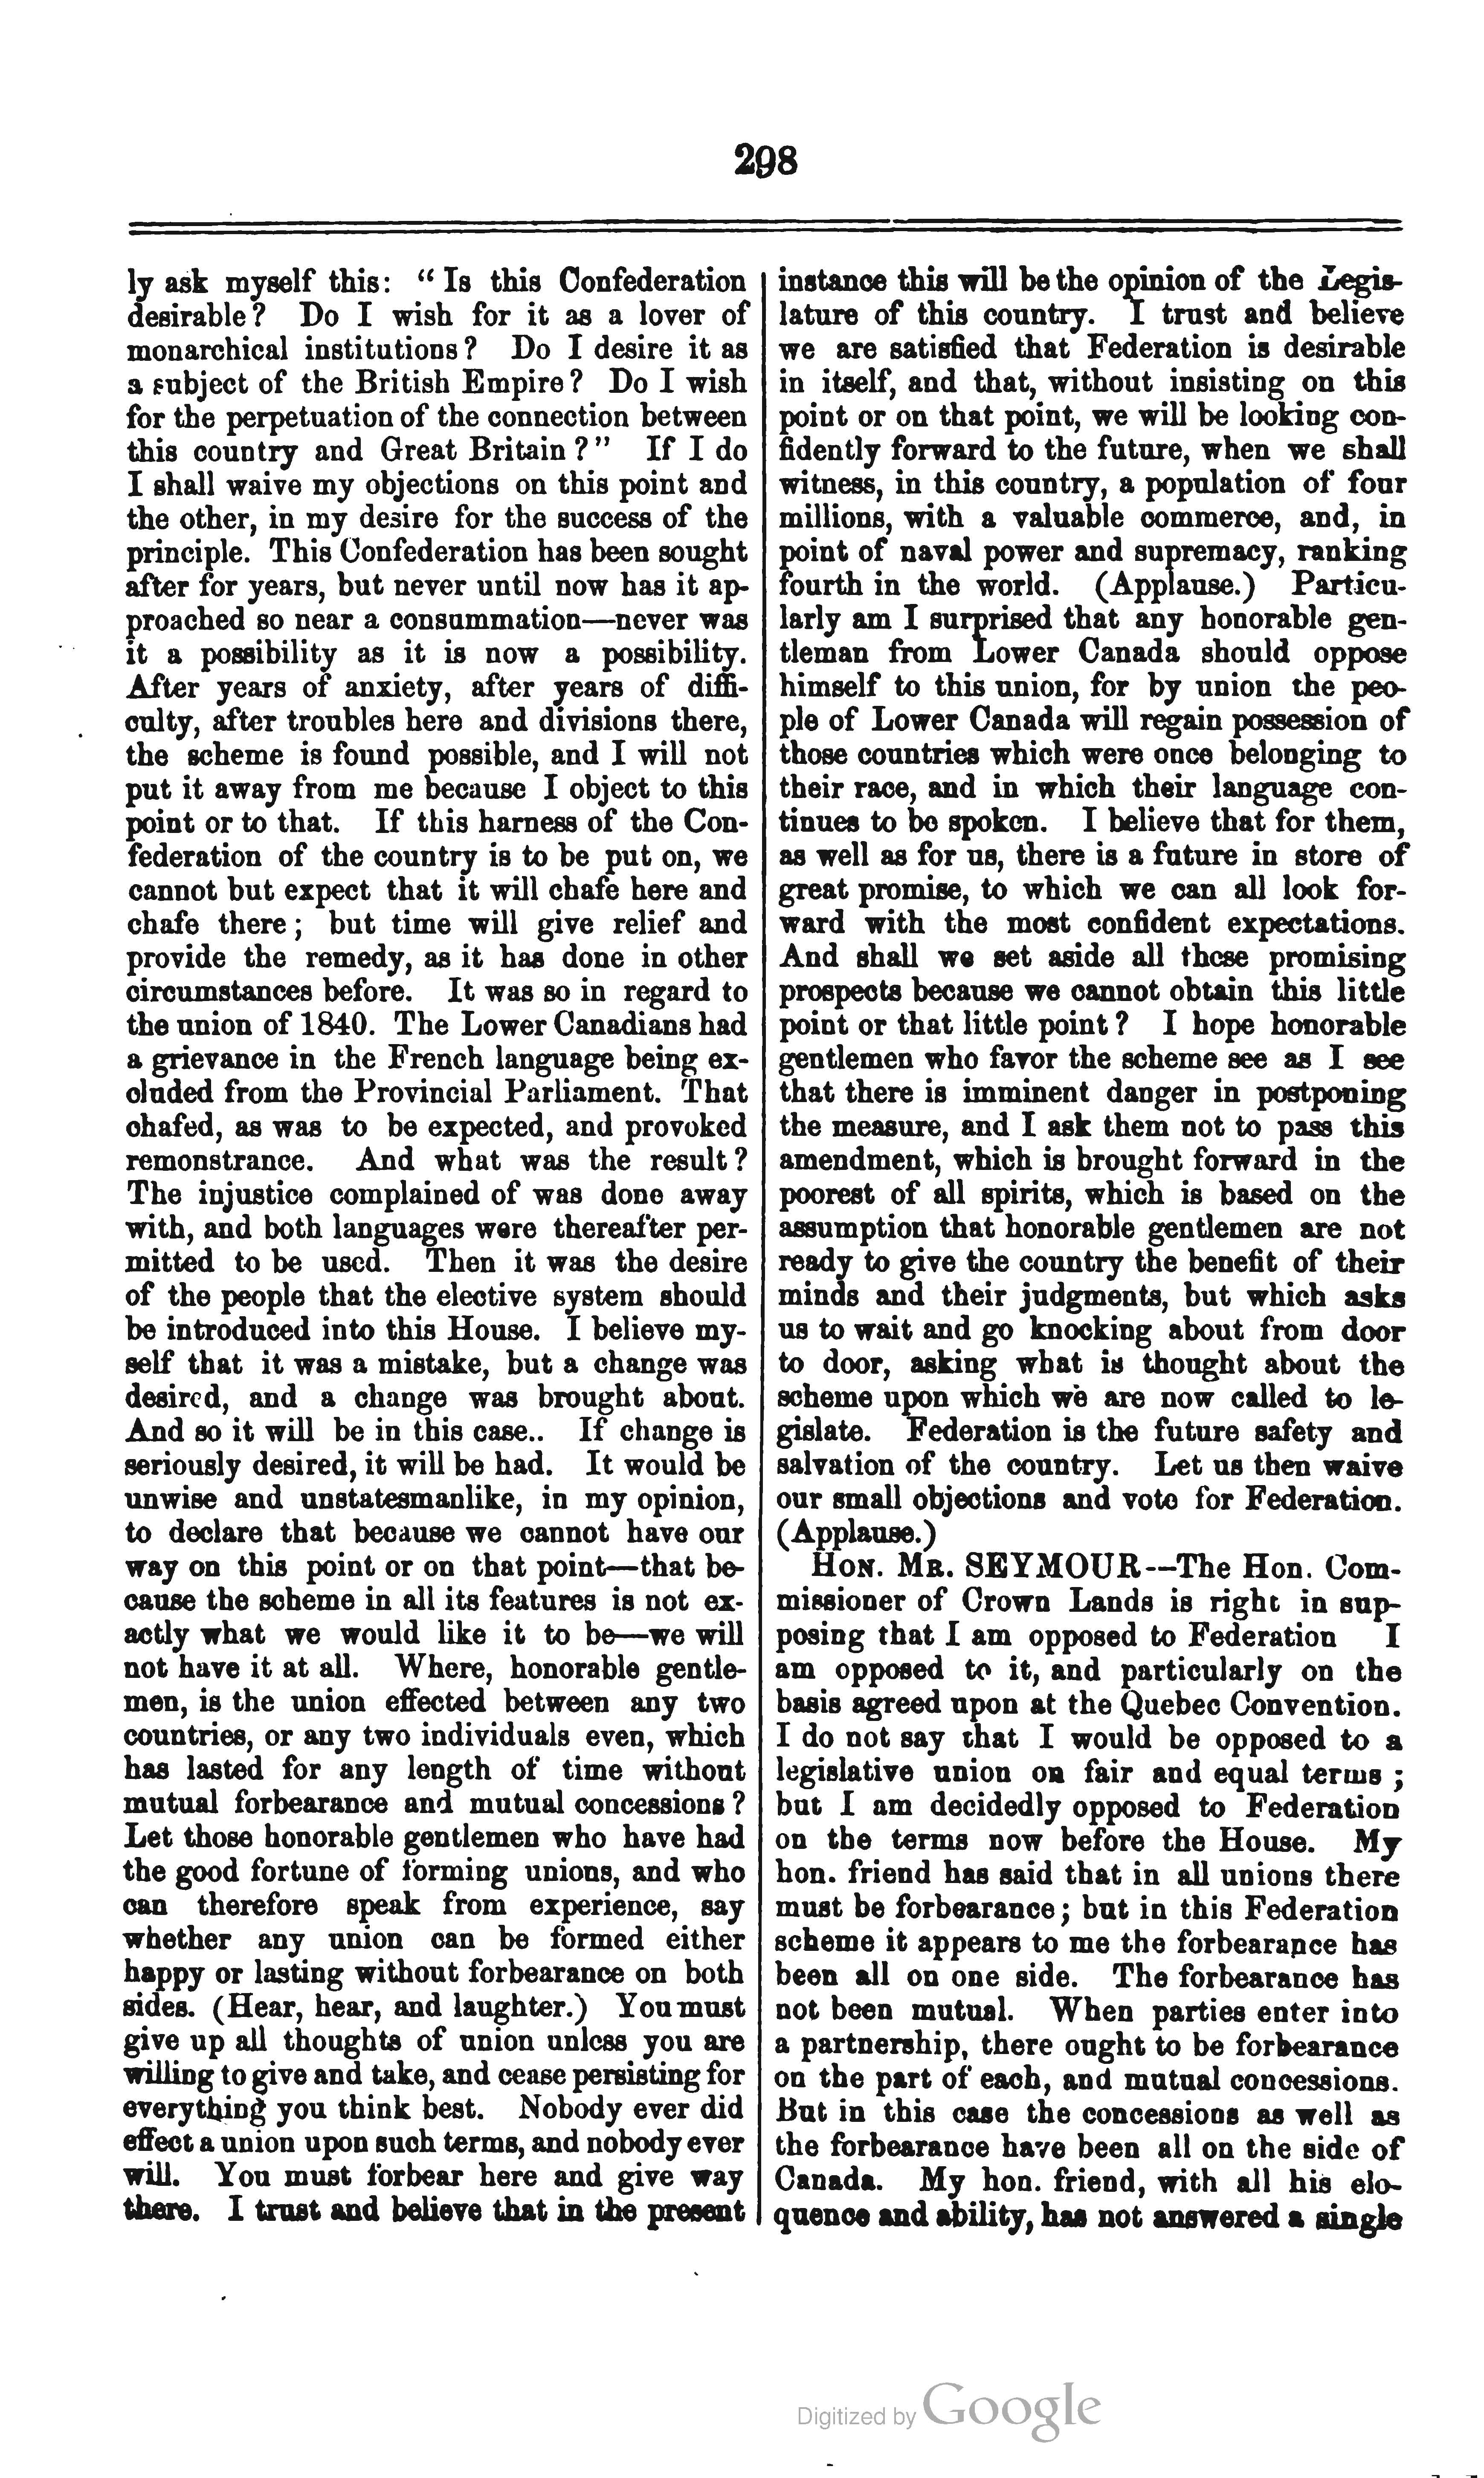 298
ly ask myself this: "Is this Confederation
desirable? Do I wish for it as a lover of
monarchical institutions? Do I desire it as
a subject of the British Empire? Do I wish
for the perpetuation of the connection between
this country and Great Britain?" If I do
I shall waive my objections on this point and
the other, in my desire for the success of the
principle. This Confederation has been sought
after for years, but never until now has it ap-
proached so near a consummation—never was
it a possibility as it is now a possibility.
After years of anxiety, after years of diffi-
culty, after troubles here and divisions there,
the scheme is found possible, and I will not
put it away from me because I object to this
point or to that. If this harness of the Con-
federation of the country is to be put on, we
cannot but expect that it will chafe here and
chafe there; but time will give relief and
provide the remedy, as it has done in other
circumstances before. It was so in regard to
the union of 1840. The Lower Canadians had
a grievance in the French language being ex-
cluded from the Provincial Parliament. That
chafed, as was to be expected, and provoked
remonstrance. And what was the result?
The injustice complained of was done away
with, and both languages were thereafter per-
mitted to be used. Then it was the desire
of the people that the elective system should
be introduced into this House. I believe my-
self that it was a mistake, but a change was
desired, and a change was brought about.
And so it will be in this case.. If change is
seriously desired, it will be had. It would be
unwise and unstatesmanlike, in my opinion,
to declare that because we cannot have our
way on this point or on that point—that be-
cause the scheme in all its features is not ex-
actly what we would like it to be—we will
not have it at all. Where, honorable gentle-
men, is the union effected between any two
countries, or any two individuals even, which
has lasted for any length of time without
mutual forbearance and mutual concessions?
Let those honorable gentlemen who have had
the good fortune of forming unions, and who
can therefore speak from experience, say
whether any union can be formed either
happy or lasting without forbearance on both
sides. (Hear, hear, and laughter.) You must
give up all thoughts of union unless you are
willing to give and take, and cease persisting for
everything you think best. Nobody ever did
effect a union upon such terms, and nobody ever
will. You must forbear here and give way
there. I trust and believe that in the present
instance this will be the opinion of the Legis-
lature of this country. I trust and believe
we are satisfied that Federation is desirable
in itself, and that, without insisting on this
point or on that point, we will be looking con-
fidently forward to the future, when we shall
witness, in this country, a population of four
millions, with a valuable commerce, and, in
point of naval power and supremacy, ranking
fourth in the world. (Applause.) Particu-
larly am I surprised that any honorable gen-
tleman from Lower Canada should oppose
himself to this union, for by union the peo-
ple of Lower Canada will regain possession of
those countries which were once belonging to
their race, and in which their language con-
tinues to be spoken. I believe that for them,
as well as for us, there is a future in store of
great promise, to which we can all look for-
ward with the most confident expectations.
And shall we set aside all these promising
prospects because we cannot obtain this little
point or that little point? I hope honorable
gentlemen who favor the scheme see as I see
that there is imminent danger in postponing
the measure, and I ask them not to pass this
amendment, which is brought forward in the
poorest of all spirits, which is based on the
assumption that honorable gentlemen are not
ready to give the country the benefit of their
minds and their judgments, but which asks
us to wait and go knocking about from door
to door, asking what is thought about the
scheme upon which we are now called to le-
gislate. Federation is the future safety and
salvation of the country. Let us then waive
our small objections and vote for Federation.
(Applause.)
HON. MR. SEYMOUR—The Hon. Com-
missioner of Crown Lands is right in sup-
posing that I am opposed to Federation I
am opposed to it, and particularly on the
basis agreed upon at the Quebec Convention.
I do not say that I would be opposed to a
legislative union on fair and equal terms;
but I am decidedly opposed to Federation
on the terms now before the House. My
hon. friend has said that in all unions there
must be forbearance; but in this Federation
scheme it appears to me the forbearance has
been all on one side. The forbearance has
not been mutual. When parties enter into
a partnership, there ought to be forbearance
on the part of each, and mutual concessions.
But in this case the concessions as well as
the forbearance have been all on the side of
Canada. My hon. friend, with all his elo-
quence and ability, has not answered a single
Digitized by Google